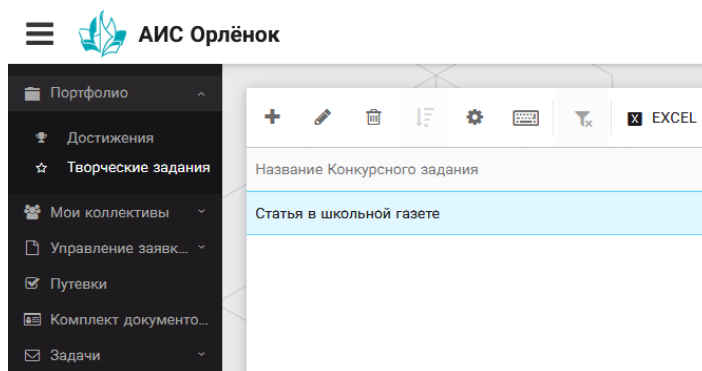 АИС Орлёнок
Портфолио
Достижения
Творческие задания
Мои коллективы
Управление заявк...
Путевки
Комплект документо...
Задачи
X EXCEL
Название Конкурсного задания
Статья в школьной газете